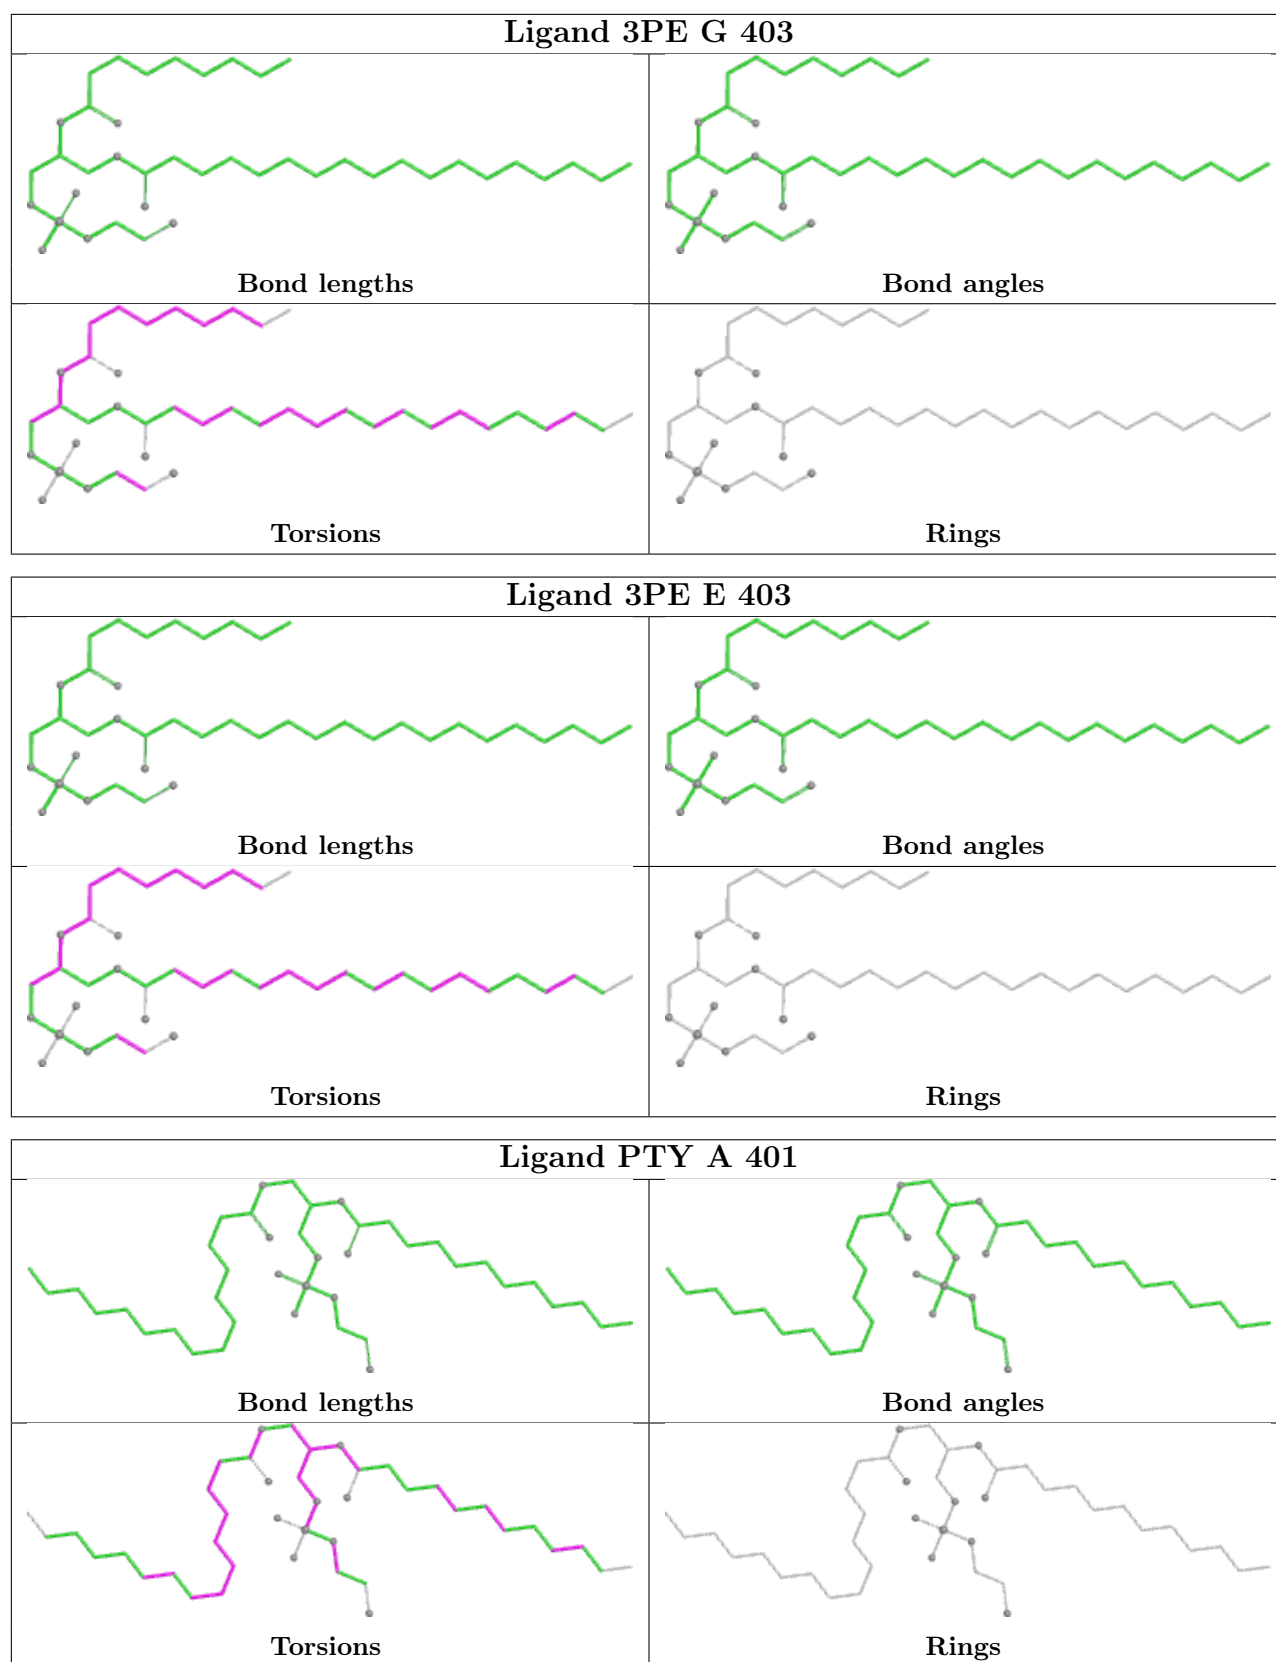 Ligand 3PE G 403
Bond lengths
Bond angles
Torsions
Rings
Ligand 3PE E 403
Bond lengths
Bond angles
Torsions
Rings
Ligand PTY A 401
Bond lengths
Bond angles
Torsions
Rings